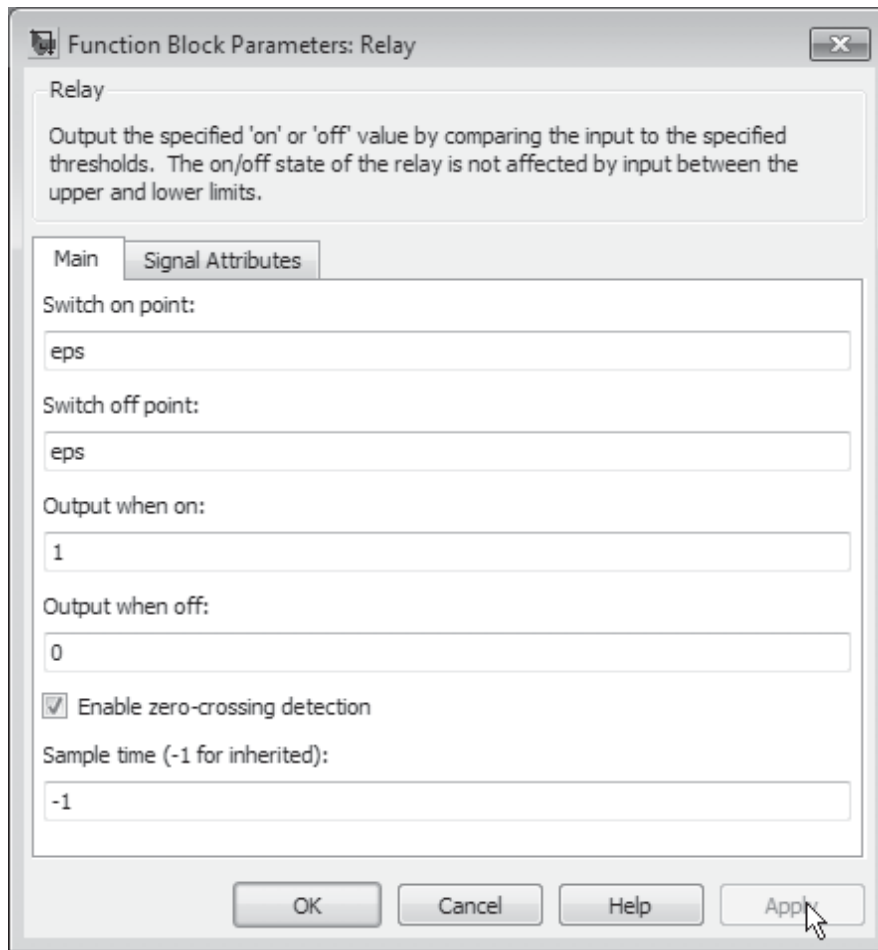 Function Block Parameters: Relay
Relay
Output the specified 'on' or 'off' value by comparing the input to the specified
thresholds. The on/off state of the relay is not affected by input between the
upper and lower limits.
Main
Signal Attributes
Switch on point:
eps
Switch off point:
eps
Output when on:
1
Output when off:
0
Enable zero-crossing detection
Sample time (-1 for inherited):
-1
OK
Cancel
Help
Apply